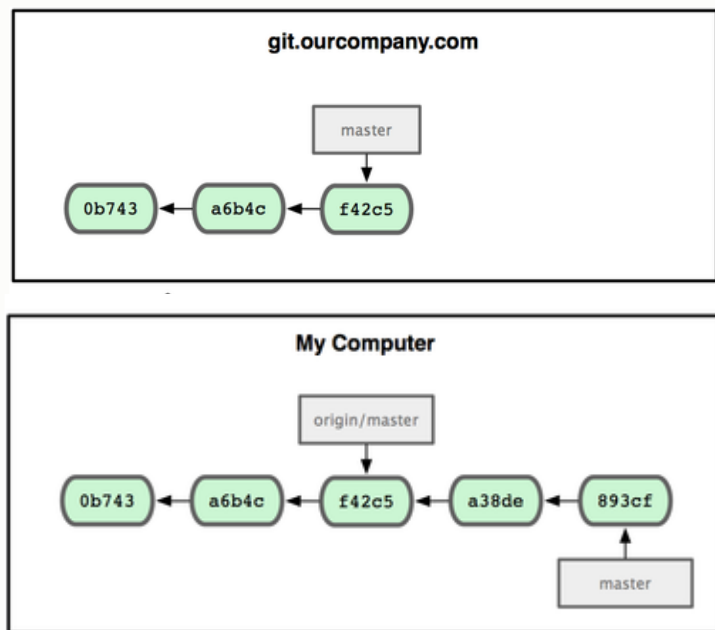 git.ourcompany.com
master
0b743 a6b4c f42c5
My Computer
origin/master
0b743 a6b4c f42c5 a38de 893cf
master